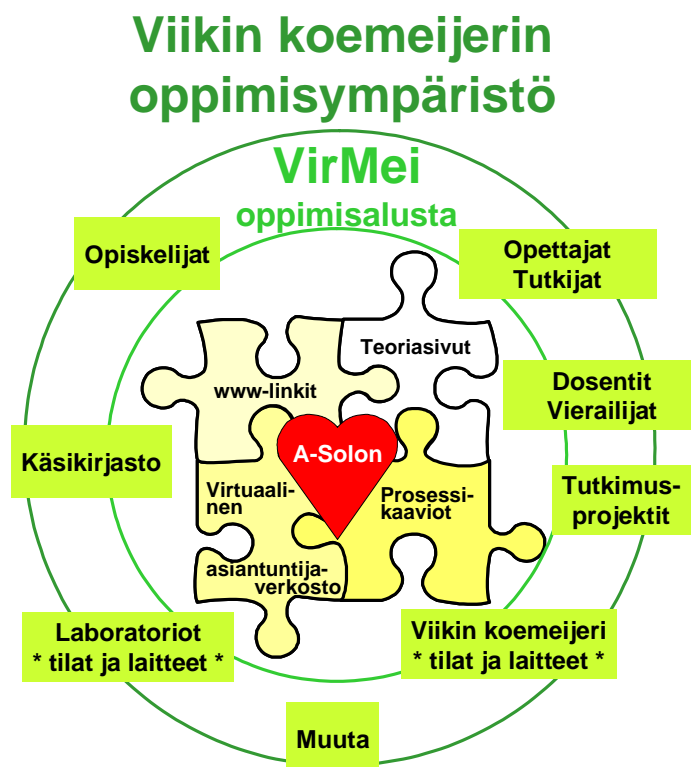 Viikin koemeijerin
oppimisympäristö
VirMei
oppimisalusta
Opiskelijat
Opettajat
Tutkijat
Teoriasivut
www-linkit
Dosentit
Vierailijat
A-Solon
Käsikirjasto
Virtuaali-
nen
Prosessi-
kaaviot
Tutkimus-
projektit
asiantuntija-
verkosto
Laboratoriot
* tilat ja laitteet *
Viikin koemeijeri
* tilat ja laitteet *
Muuta